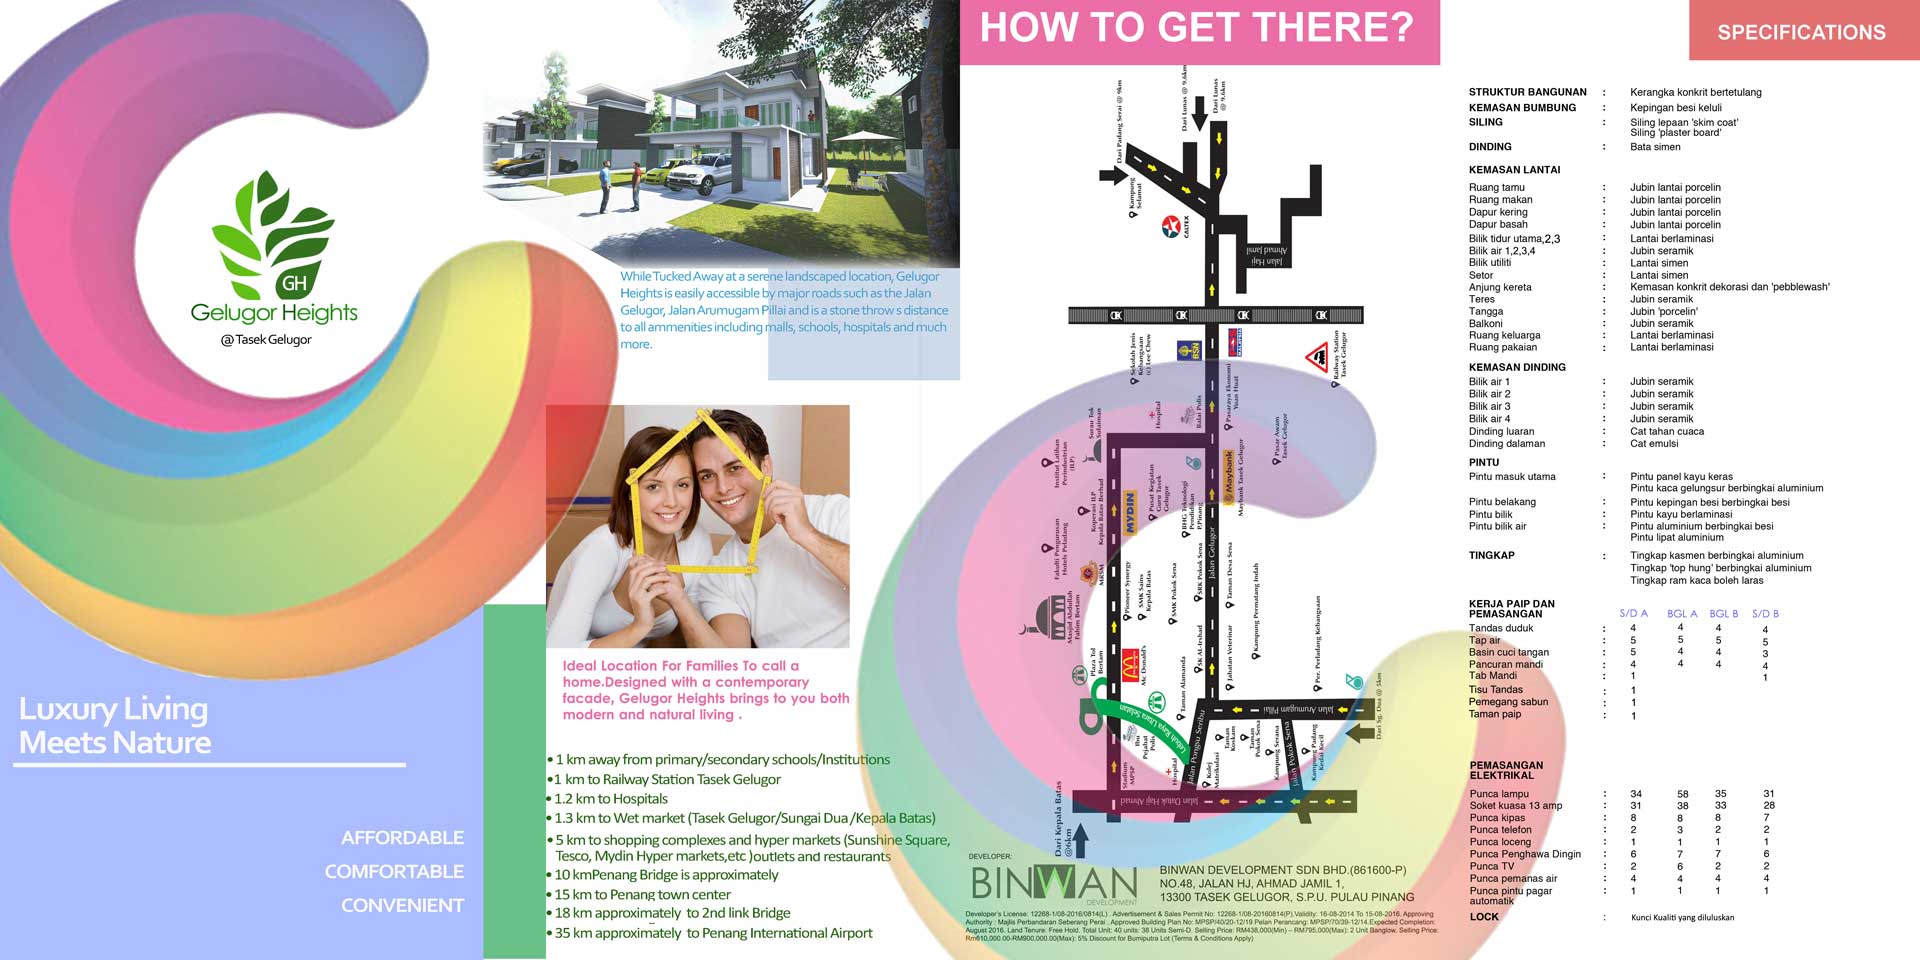 GH
Gelugor Heights
@ Tasek Gelugor
Luxury Living
Meets Nature
AFFORDABLE
COMFORTABLE
CONVENIENT
While Tucked Away at a serene landscaped location, Gelugor
Heights is easily accessible by major roads such as the Jalan
Gelugor, Jalan Arumugam Pillai and is a stone throw s distance
to all ammenities including malls, schools, hospitals and much
more.
Ideal Location For Families To call a
home.Designed with a contemporary
facade, Gelugor Heights brings to you both
modern and natural living .
• 1 km away from primary/secondary schools/Institutions
•1 km to Railway Station Tasek Gelugor
• 1.2 km to Hospitals
• 1.3 km to Wet market (Tasek Gelugor/Sungai Dua /Kepala Batas)
• 5 km to shopping complexes and hyper markets (Sunshine Square,
Tesco, Mydin Hyper markets,etc )outlets and restaurants
• 10 kmPenang Bridge is approximately
• 15 km to Penang town center
• 18 km approximately to 2nd link Bridge
• 35 km approximately to Penang International Airport
HOW TO GET THERE?
Dari Padang Serai @ 9km
Dari Lunas @ 9.6km
Dari Lunas
@ 9.6km
Kampung
Selamat
CALTEX
Jalan Haji
Ahmad Jamil
Sekolah Jenis
Kebangsaan
(c) Lee Chew
BSN
Railway Station
Tasek Gelugor
Surau Tok
Sulaiman
Hospital
Balai Polis
Pasaraya Ekonomi
Yuan Huat
Pasar Awam
Tasek Gelugor
Institut Latihan
Perindustrian
(ILP)
Koperasi ILP
Kepala Batas Berhad
MYDIN
Pusat Kegiatan
Guru Tasek
Gelugor
BHG Teknologi
Pendidikan
P.Pinang
Maybank
Maybank Tasek Gelugor
Fakulti Pengurusan
Hotels Peladang
MRSM
Jalan Gelugor
Masjid Abdullah
Fahim Bertam
Pioneer Synergy
SMK Sains
Kepala Batas
SMK Pokok Sena
SRK Pokok Sena
Taman Desa Sena
Kampung Permatang Indah
Plaza Tol
Bertam
Mc Donald's
Taman Alamanda
SK AL-Irshad
Jabatan Veterinar
Per. Perladang Kebangsaan
Lebuh Raya Utara Selatan
Jalan Pongsu Seribu
Jalan Arumugam Pillai
Dari Sg. Dua @ 5km
Ibu
Pejabat
Polis
Stadium
MPSP
Hospital
Kolej
Matrikulasi
Taman
Koskam
Taman
Pokok Sena
Kampung Serana
Jalan Pokok Sena
Kampung Padang
Kedai Kecil
Jalan Datuk Haji Ahmad
Dari Kepala Batas
@6km
DEVELOPER:
BINWAN
DEVELOPMENT
BINWAN DEVELOPMENT SDN BHD.(861600-P)
NO.48, JALAN HJ, AHMAD JAMIL 1,
13300 TASEK GELUGOR, S.P.U. PULAU PINANG
Developer's License: 12268-1/08-2016/0814(L) . Advertisement & Sales Permit No: 12268-1/08-20160814(P).Validity: 16-08-2014 To 15-08-2016. Approving
Authority : Majlis Perbandaran Seberang Perai . Approved Building Plan No: MPSP/40/20-12/19 Pelan Perancang: MPSP/70/39-12/14.Expected Completion:
August 2016. Land Tenure: Free Hold. Total Unit: 40 units: 38 Units Semi-D. Selling Price: RM438,000(Min) – RM795,000(Max): 2 Unit Banglow. Selling Price:
Rm610,000.00-RM900,000.00(Max): 5% Discount for Bumiputra Lot (Terms & Conditions Apply)
SPECIFICATIONS
STRUKTUR BANGUNAN : Kerangka konkrit bertetulang
KEMASAN BUMBUNG : Kepingan besi keluli
SILING : Siling lepaan 'skim coat'
Siling 'plaster board'
DINDING : Bata simen
KEMASAN LANTAI
Ruang tamu : Jubin lantai porcelin
Ruang makan : Jubin lantai porcelin
Dapur kering : Jubin lantai porcelin
Dapur basah : Jubin lantai porcelin
Bilik tidur utama,2,3 : Lantai berlaminasi
Bilik air 1,2,3,4 : Jubin seramik
Bilik utiliti : Lantai simen
Setor : Lantai simen
Anjung kereta : Kemasan konkrit dekorasi dan 'pebblewash'
Teres : Jubin seramik
Tangga : Jubin 'porcelin'
Balkoni : Jubin seramik
Ruang keluarga : Lantai berlaminasi
Ruang pakaian : Lantai berlaminasi
KEMASAN DINDING
Bilik air 1 : Jubin seramik
Bilik air 2 : Jubin seramik
Bilik air 3 : Jubin seramik
Bilik air 4 : Jubin seramik
Dinding luaran : Cat tahan cuaca
Dinding dalaman : Cat emulsi
PINTU
Pintu masuk utama : Pintu panel kayu keras
Pintu kaca gelungsur berbingkai aluminium
Pintu belakang : Pintu kepingan besi berbingkai besi
Pintu bilik : Pintu kayu berlaminasi
Pintu bilik air : Pintu aluminium berbingkai besi
Pintu lipat aluminium
TINGKAP : Tingkap kasmen berbingkai aluminium
Tingkap 'top hung' berbingkai aluminium
Tingkap ram kaca boleh laras
KERJA PAIP DAN
PEMASANGAN S/D A BGL A BGL B S/D B
Tandas duduk : 4 4 4 4
Tap air : 5 5 5 5
Basin cuci tangan : 5 4 4 3
Pancuran mandi : 4 4 4 4
Tab Mandi : 1 1
Tisu Tandas : 1
Pemegang sabun : 1
Taman paip : 1
PEMASANGAN
ELEKTRIKAL
Punca lampu : 34 58 35 31
Soket kuasa 13 amp : 31 38 33 28
Punca kipas : 8 8 8 7
Punca telefon : 2 3 2 2
Punca loceng : 1 1 1 1
Punca Penghawa Dingin : 6 7 7 6
Punca TV : 2 6 2 2
Punca pemanas air : 4 4 4 4
Punca pintu pagar : 1 1 1 1
automatik
LOCK : Kunci Kualiti yang diluluskan